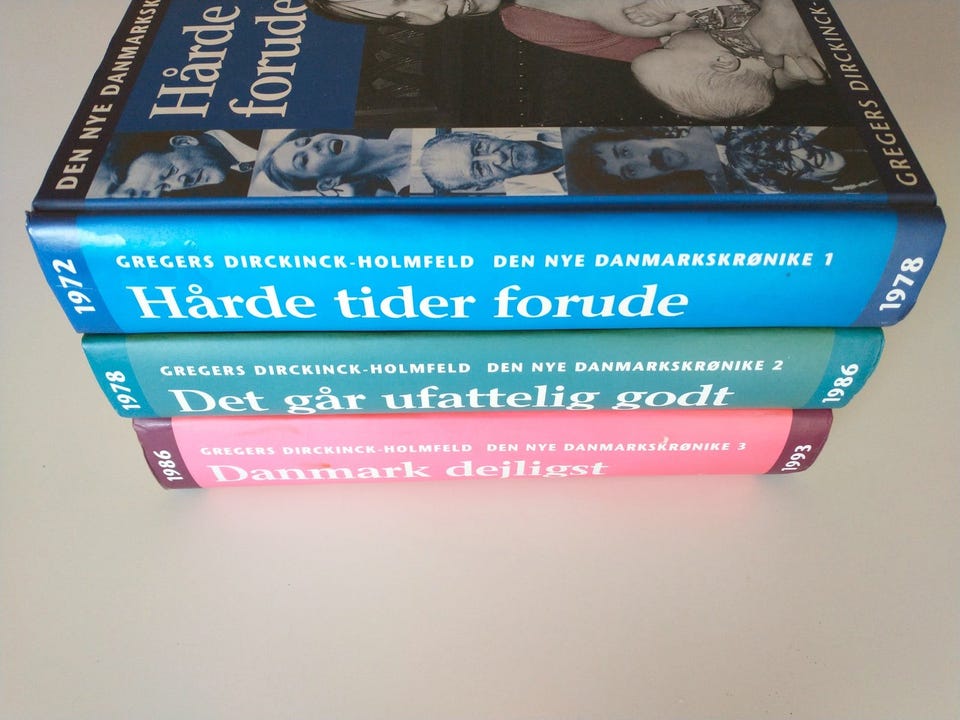 DEN NYE DANMARKSK
Hårde
forude
GREGERS DIRCKINCK-
1972
GREGERS DIRCKINCK-HOLMFELD DEN NYE DANMARKSKRØNIKE 1
Hårde tider forude
1978
1978
GREGERS DIRCKINCK-HOLMFELD DEN NYE DANMARKSKRØNIKE 2
Det går ufattelig godt
1986
1986
GREGERS DIRCKINCK-HOLMFELD DEN NYE DANMARKSKRØNIKE 3
Danmark dejligst
1993